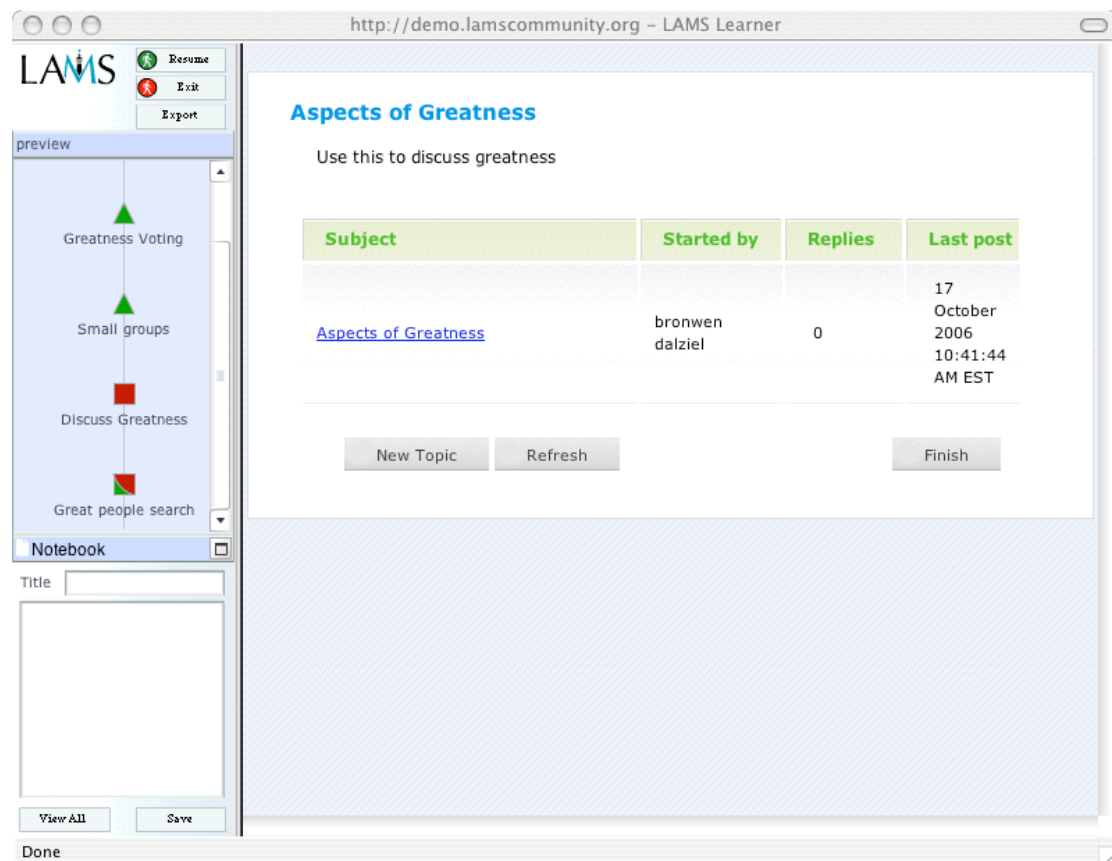 http://demo.lamscommunity.org – LAMS Learner
LAMS
Resume
Exit
Export
preview
Greatness Voting
Small groups
Discuss Greatness
Great people search
Notebook
Title
View All
Save
Aspects of Greatness
Use this to discuss greatness
Subject
Started by
Replies
Last post
Aspects of Greatness
bronwen
dalziel
0
17
October
2006
10:41:44
AM EST
New Topic
Refresh
Finish
Done